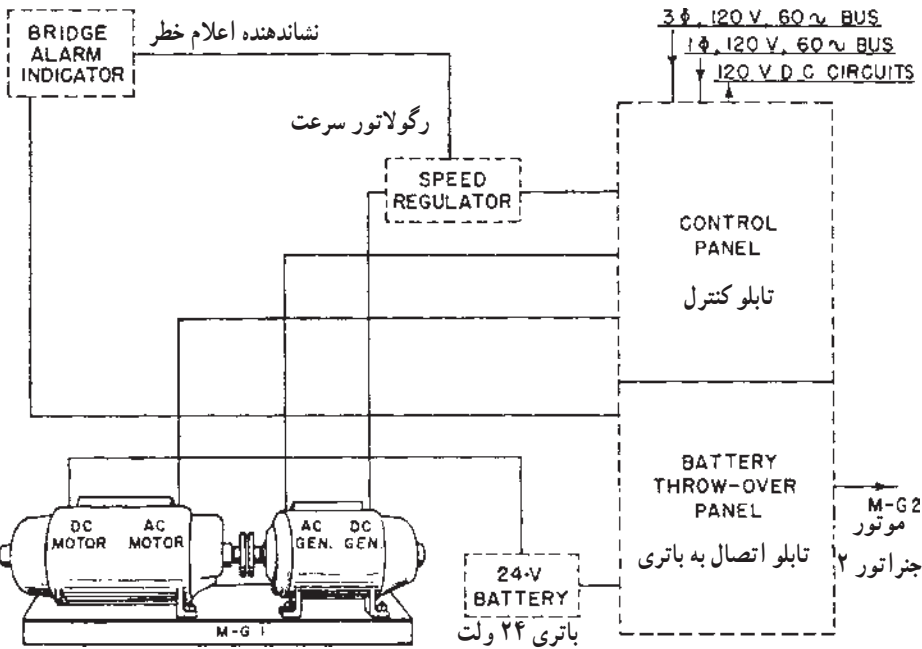 BRIDGE
ALARM
INDICATOR
نشاندهنده اعلام خطر
3ϕ, 120 V, 60 ~ BUS
1ϕ, 120 V, 60 ~ BUS
120 V D C CIRCUITS
رگولاتور سرعت
SPEED
REGULATOR
CONTROL
PANEL
تابلو کنترل
BATTERY
THROW-OVER
PANEL
تابلو اتصال به باتری
M-G2
موتور
جنراتور ۲
DC
MOTOR
AC
MOTOR
AC
GEN.
DC
GEN.
24-V
BATTERY
باتری ۲۴ ولت
M-G 1